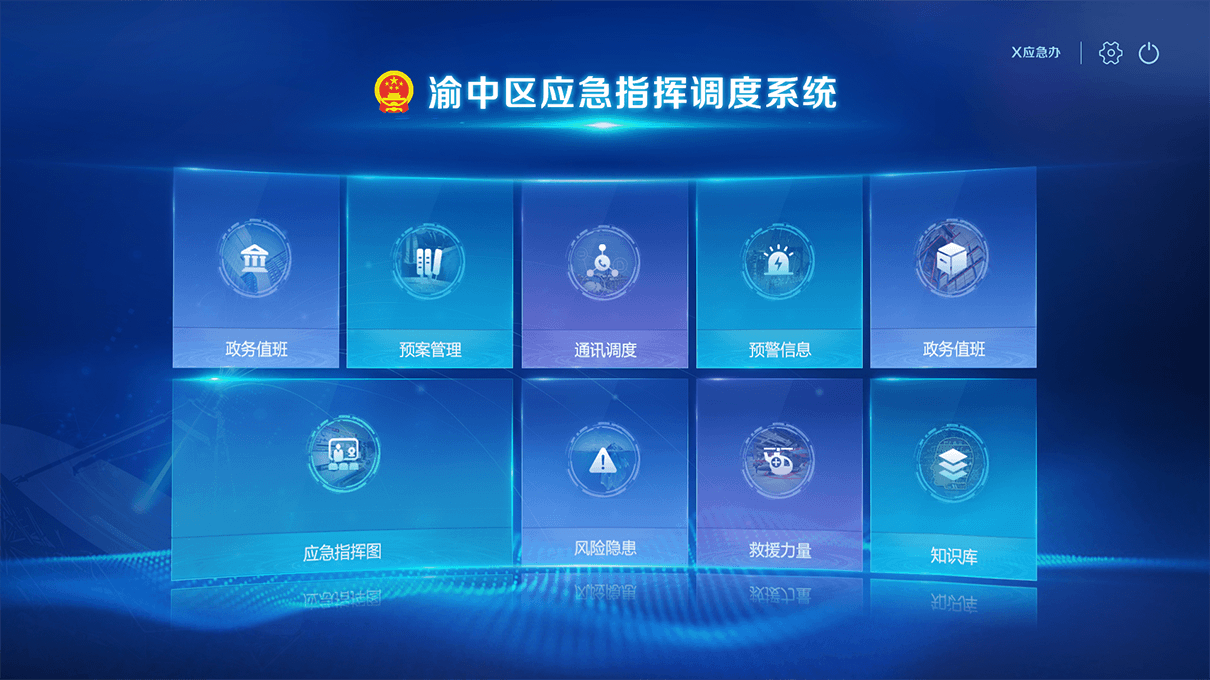 X应急办
渝中区应急指挥调度系统
政务值班
预案管理
通讯调度
预警信息
政务值班
应急指挥图
风险隐患
救援力量
知识库